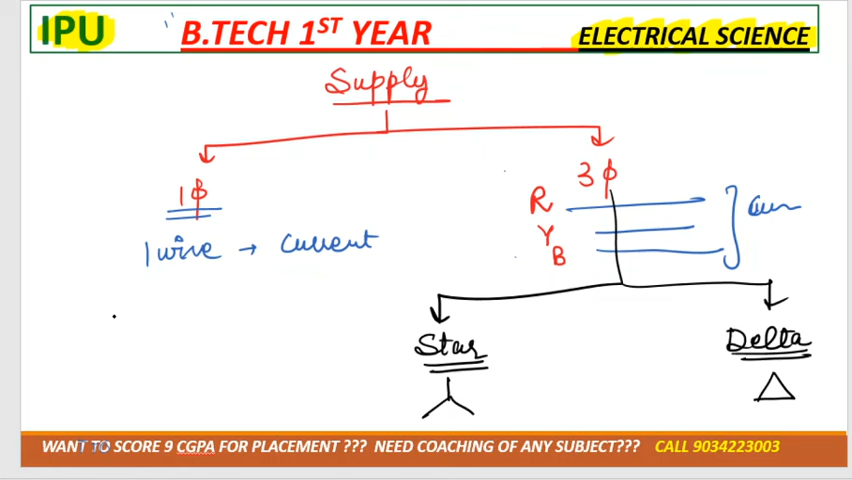 IPU B.TECH 1ST YEAR ELECTRICAL SCIENCE
Supply
1ϕ
3ϕ
1 wire → current
R
Y
B
Star
Delta
WANT TO SCORE 9 CGPA FOR PLACEMENT ??? NEED COACHING OF ANY SUBJECT??? CALL 9034223003